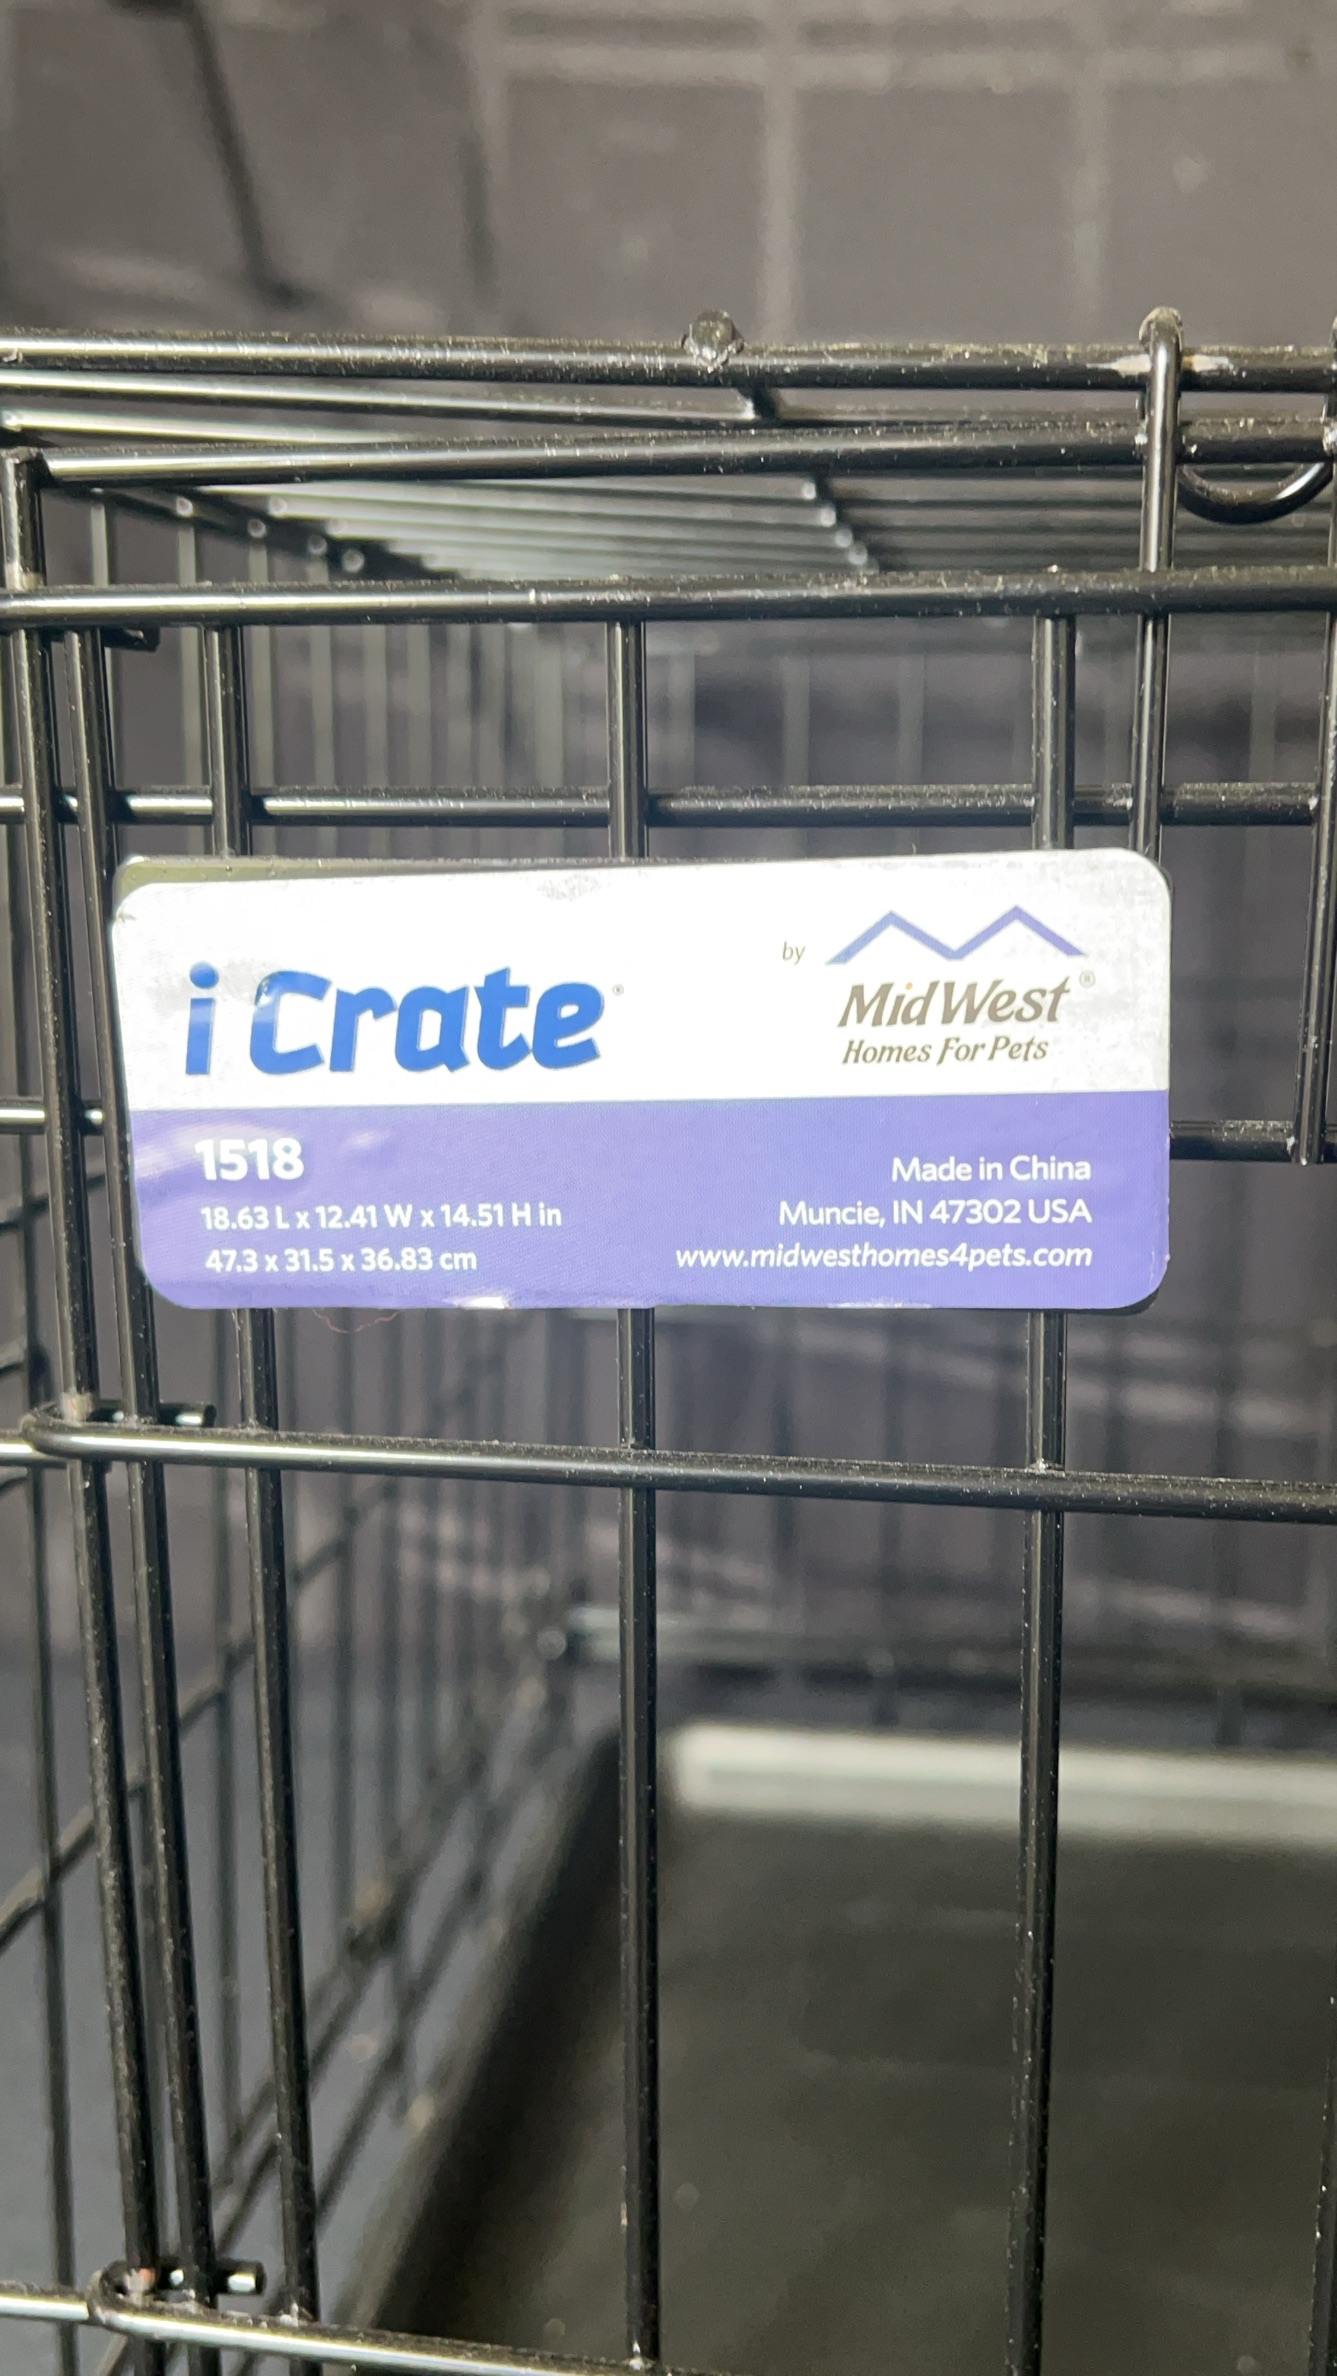 i Crate®
by
MidWest®
Homes For Pets
1518
18.63 L x 12.41 W x 14.51 H in
47.3 x 31.5 x 36.83 cm
Made in China
Muncie, IN 47302 USA
www.midwesthomes4pets.com